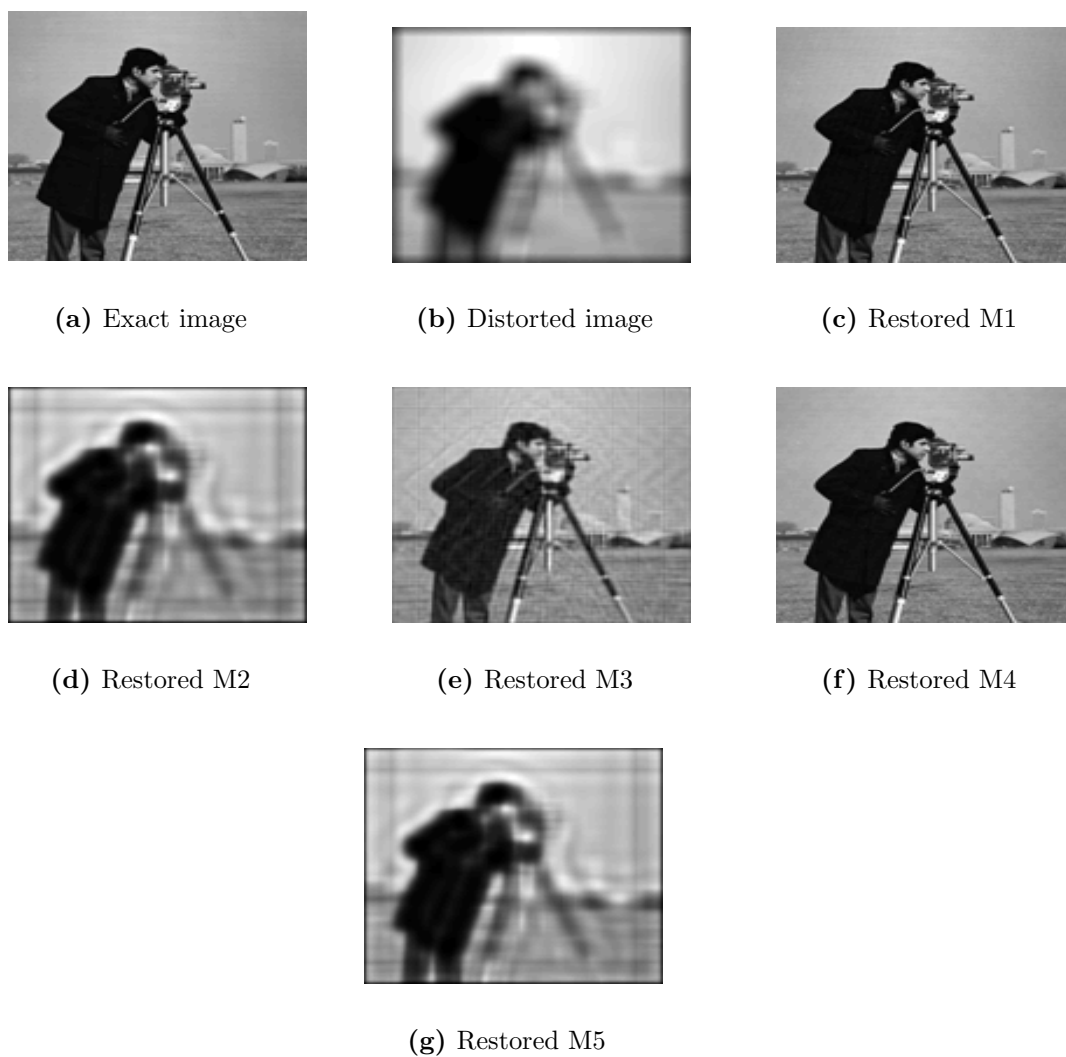 (a) Exact image
(b) Distorted image
(c) Restored M1
(d) Restored M2
(e) Restored M3
(f) Restored M4
(g) Restored M5